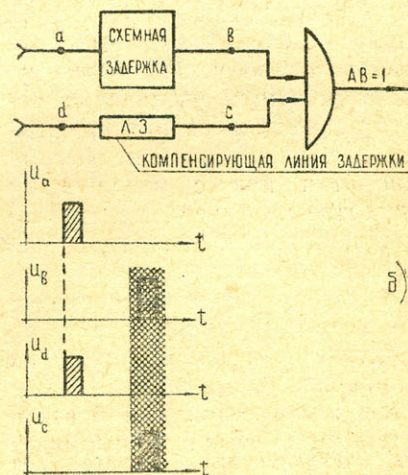 a
СХЕМНАЯ
ЗАДЕРЖКА
в
АВ=1
d
Л.З
с
КОМПЕНСИРУЮЩАЯ ЛИНИЯ ЗАДЕРЖКИ
Ua
t
Uв
t
б)
Ud
t
Uc
t